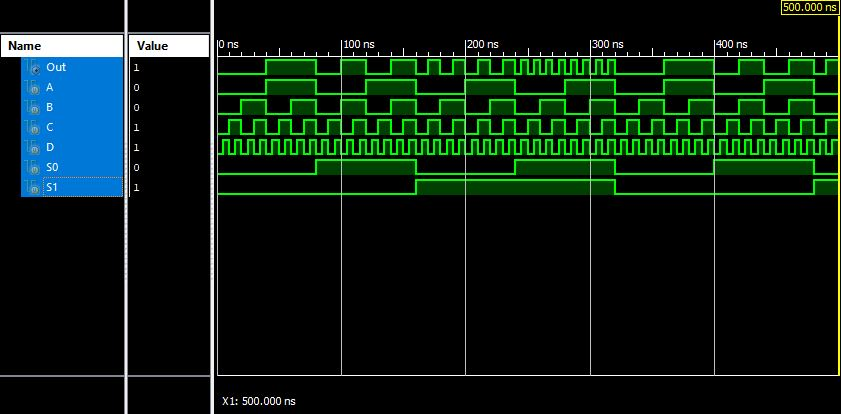 500.000 ns
Name Value 0 ns 100 ns 200 ns 300 ns 400 ns
Out 1
A 0
B 0
C 1
D 1
S0 0
S1 1
X1: 500.000 ns